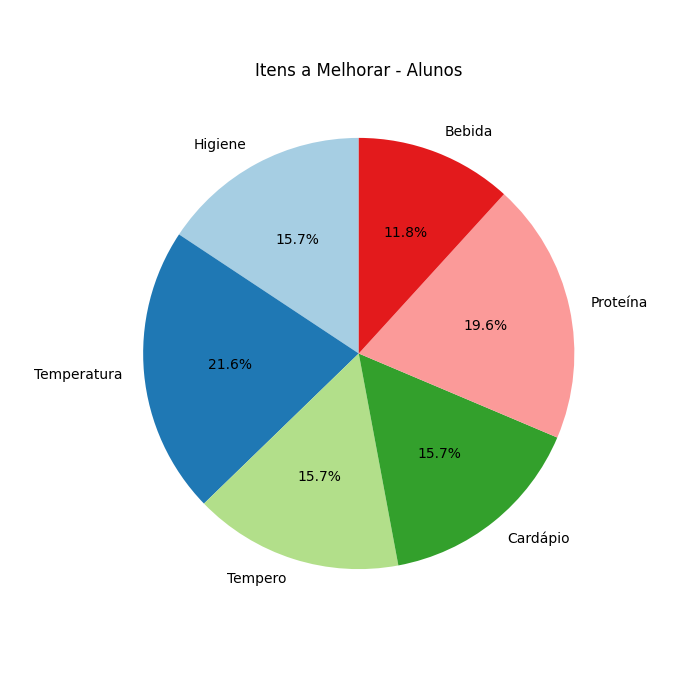 Itens a Melhorar - Alunos
Bebida
Higiene
11.8%
15.7%
Proteína
19.6%
21.6%
Temperatura
15.7%
15.7%
Cardápio
Tempero